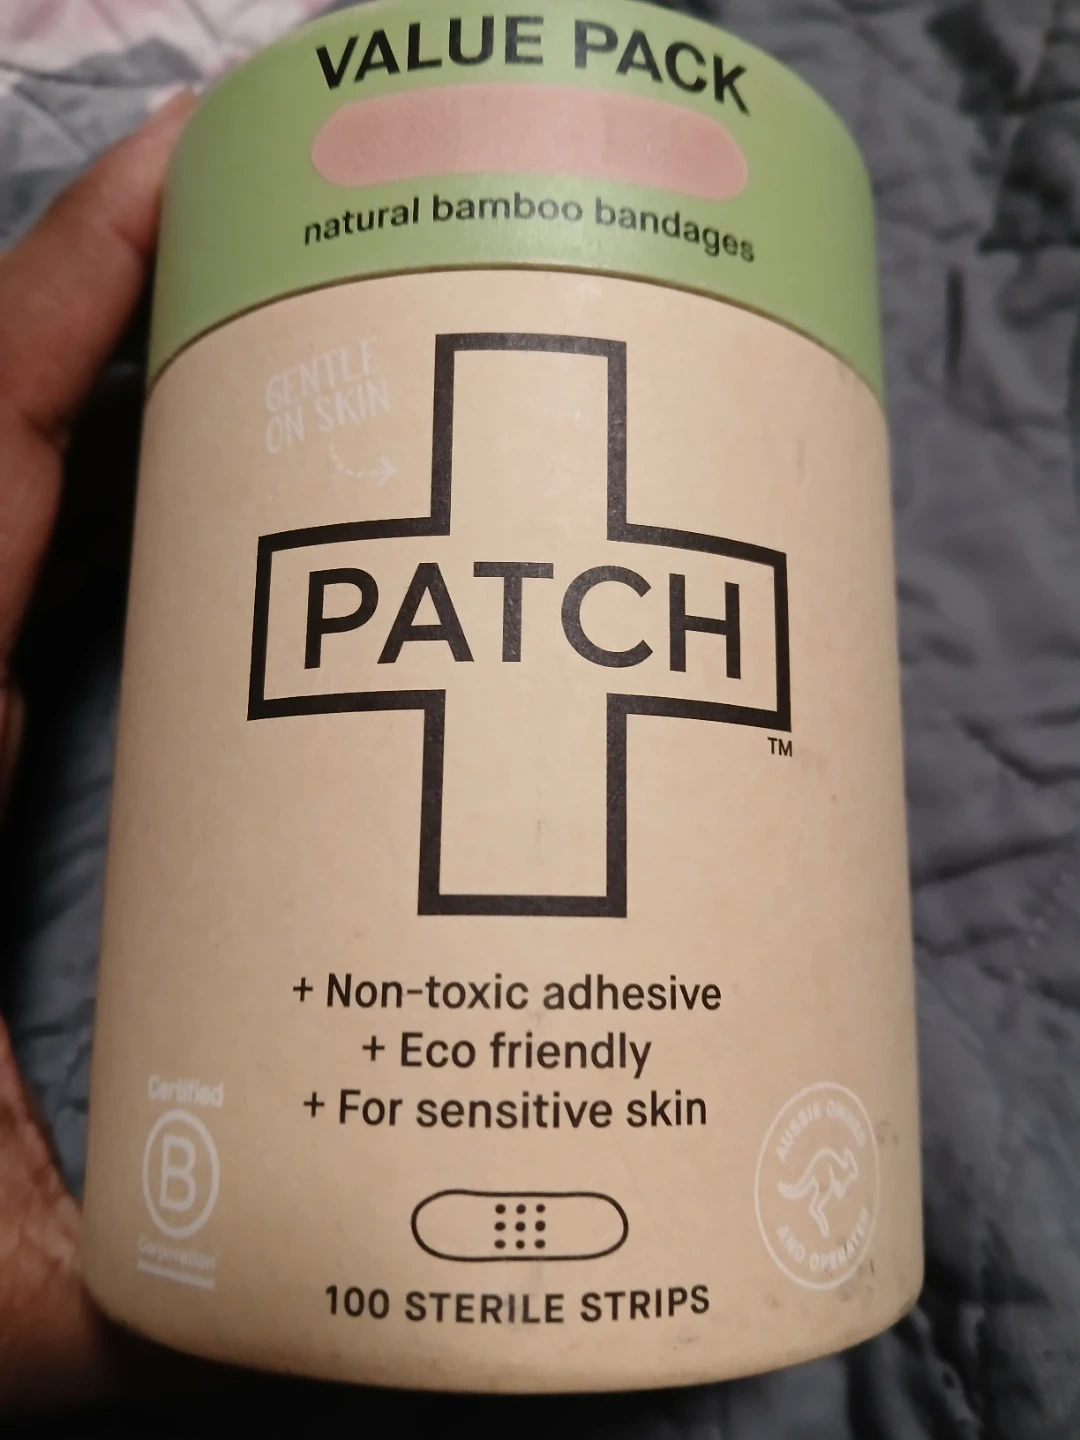 VALUE PACK
natural bamboo bandages
GENTLE
ON SKIN
PATCH
TM
+ Non-toxic adhesive
+ Eco friendly
+ For sensitive skin
Certified
B
Corporation
AUSSIE OWNED
AND OPERATED
100 STERILE STRIPS